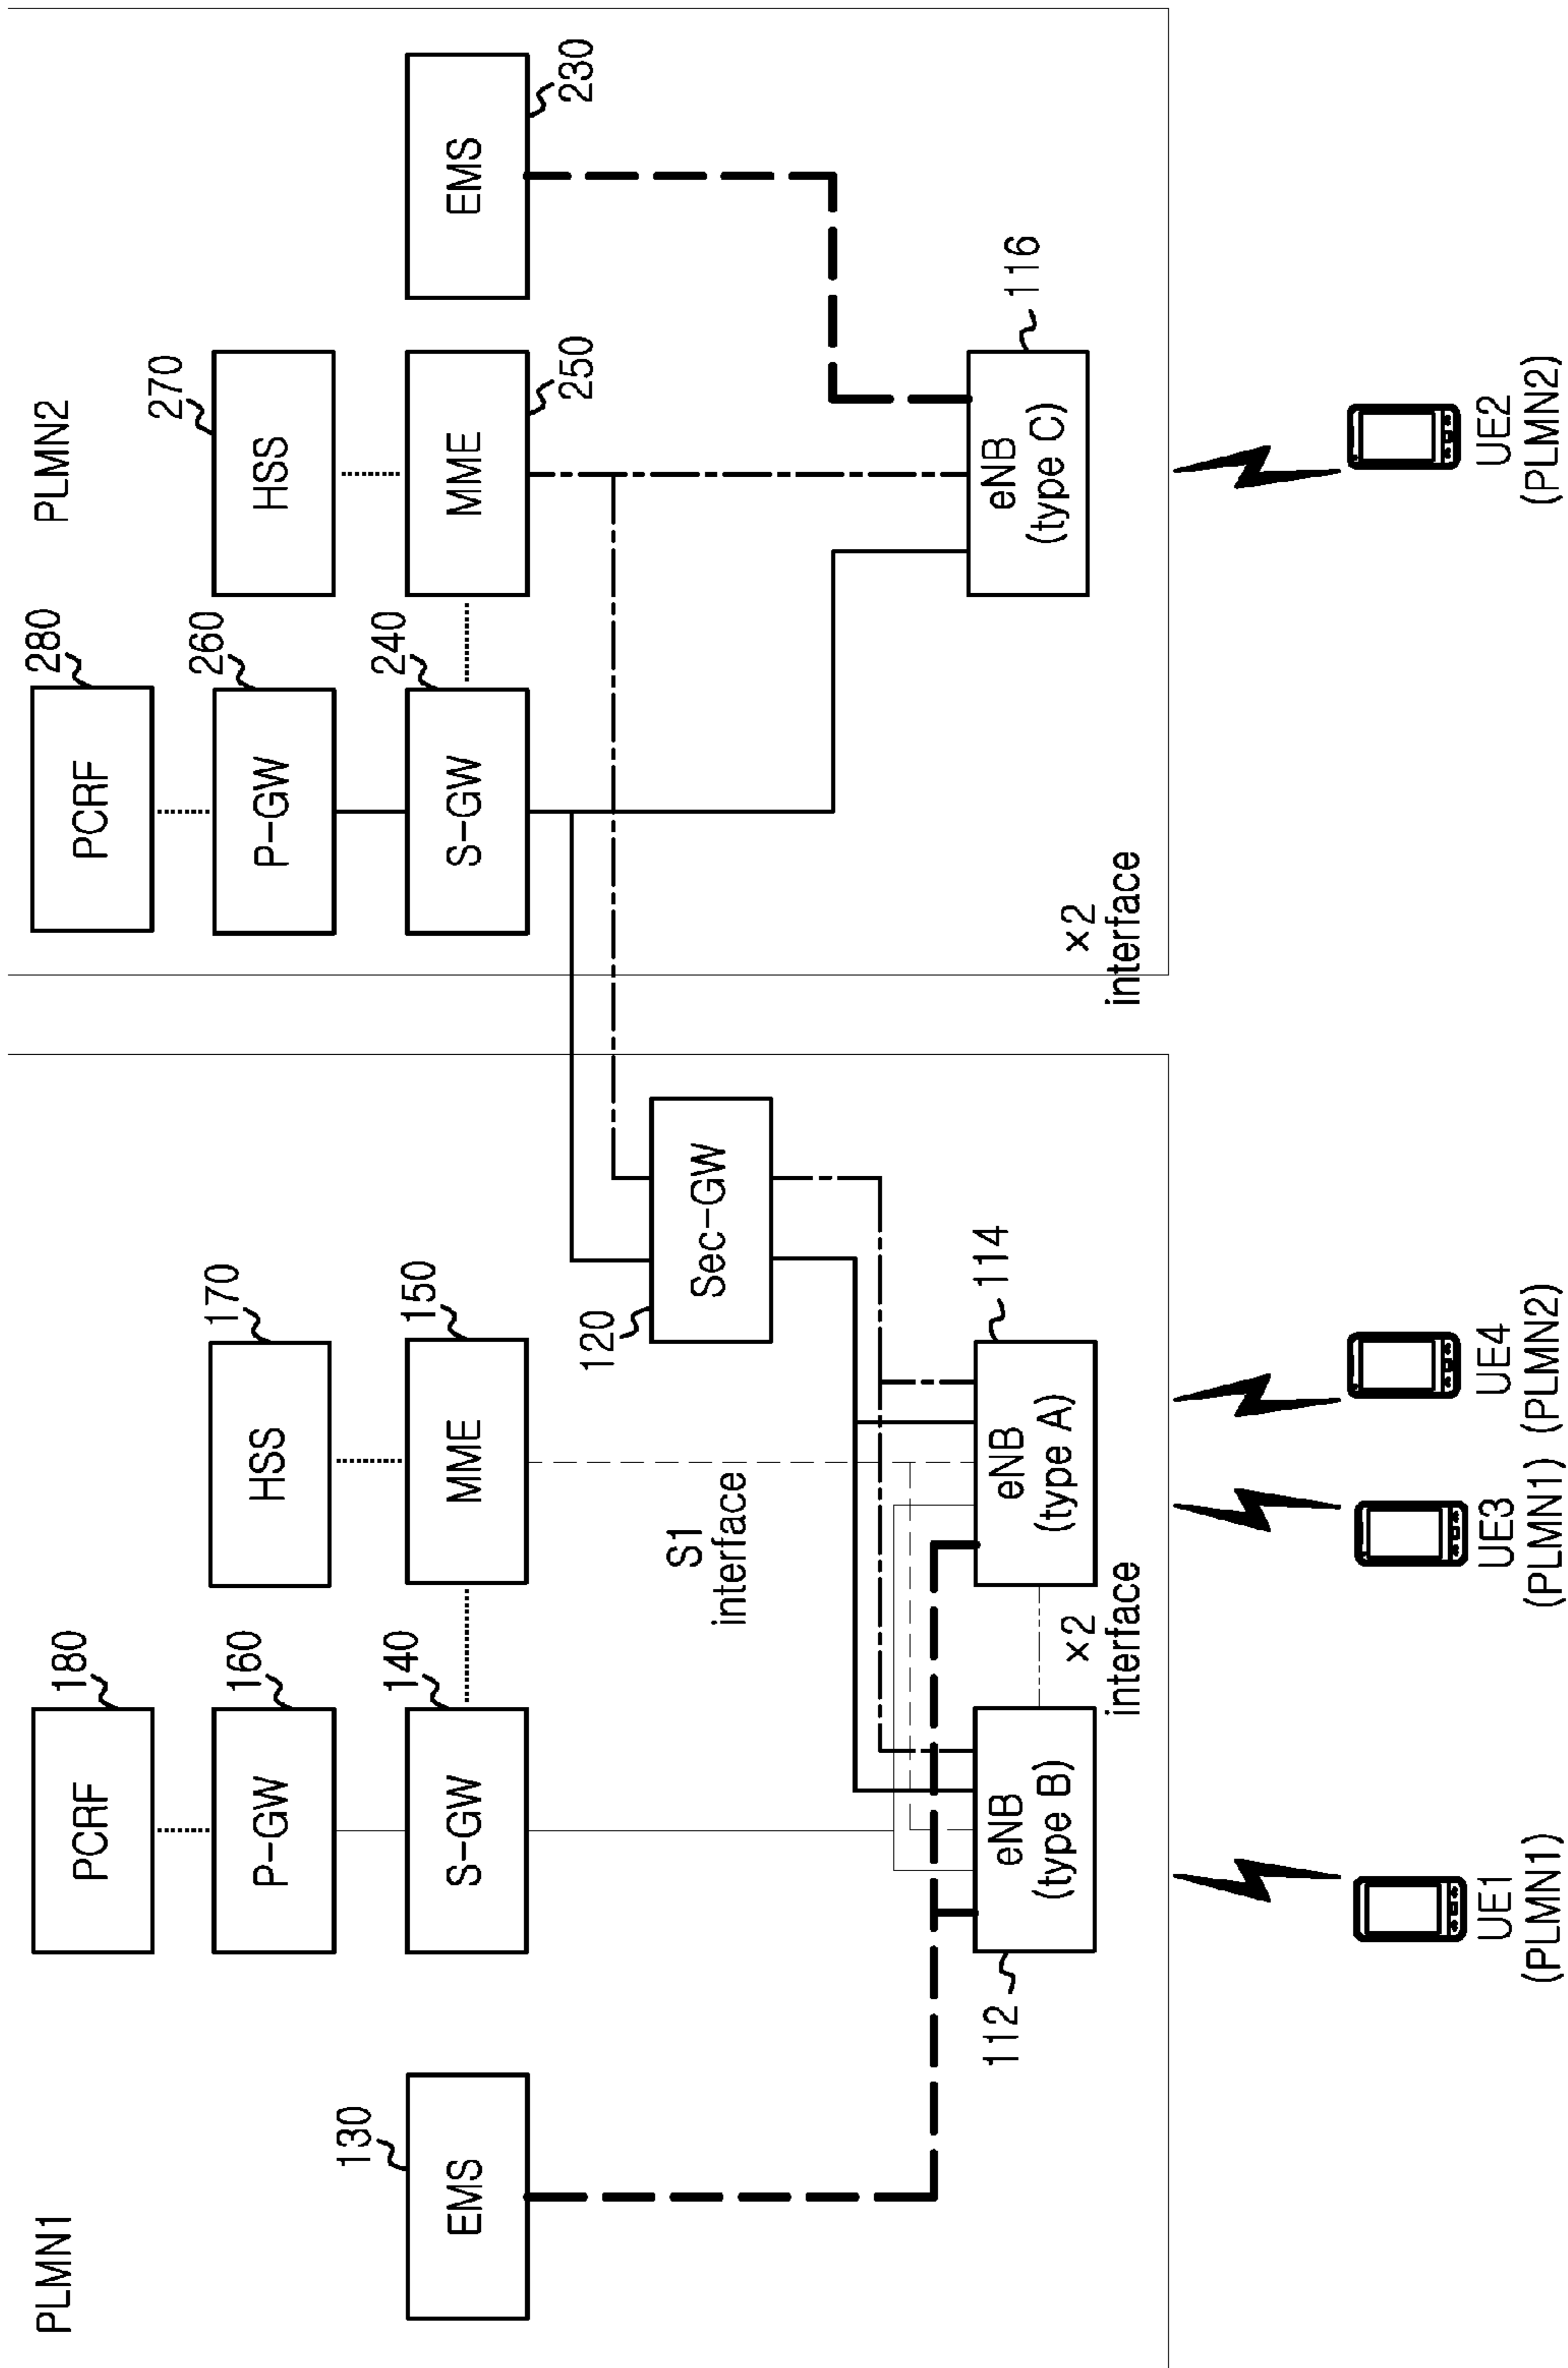 PLMN1
PLMN2
180
PCRF
280
PCRF
160
P-GW
170
HSS
260
P-GW
270
HSS
130
EMS
140
S-GW
150
MME
240
S-GW
MME
250
EMS
230
S1
interface
120
Sec-GW
112
eNB
(type B)
×2
interface
eNB
(type A)
114
×2
interface
eNB
(type C)
116
UE1
(PLMN1)
UE3
(PLMN1)
UE4
(PLMN2)
UE2
(PLMN2)